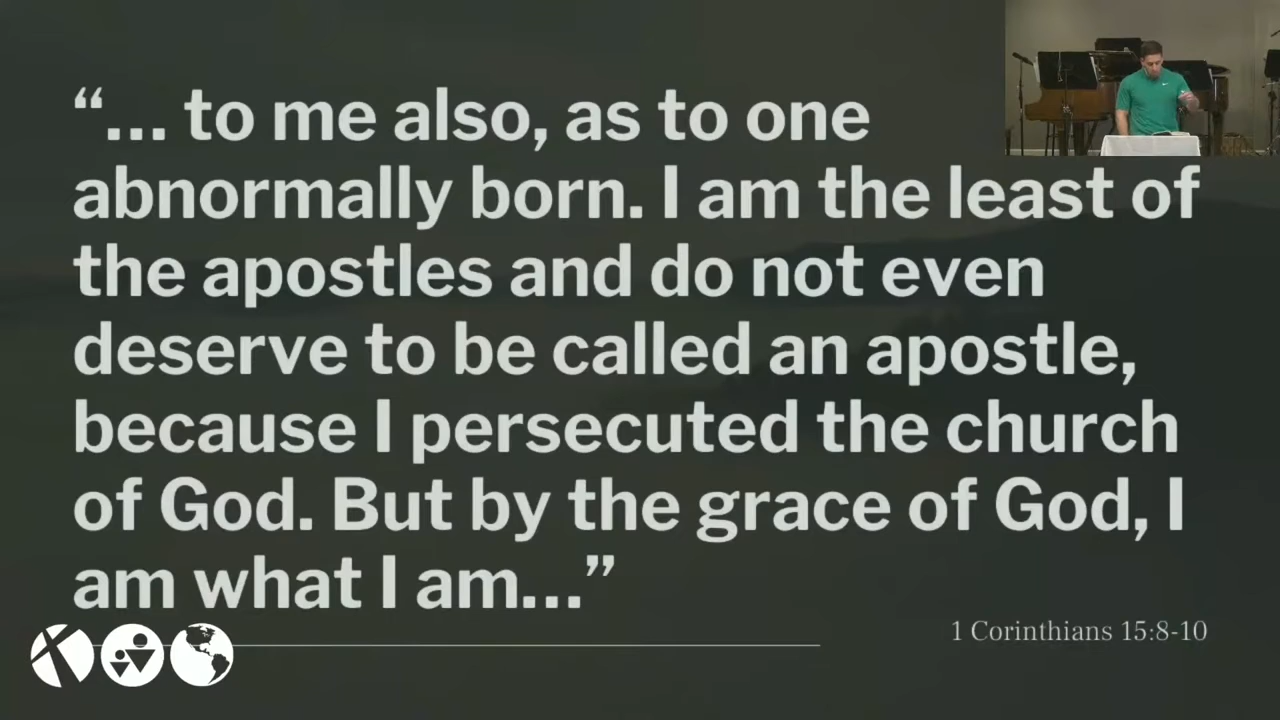 “... to me also, as to one
abnormally born. I am the least of
the apostles and do not even
deserve to be called an apostle,
because I persecuted the church
of God. But by the grace of God, I
am what I am...”
1 Corinthians 15:8-10